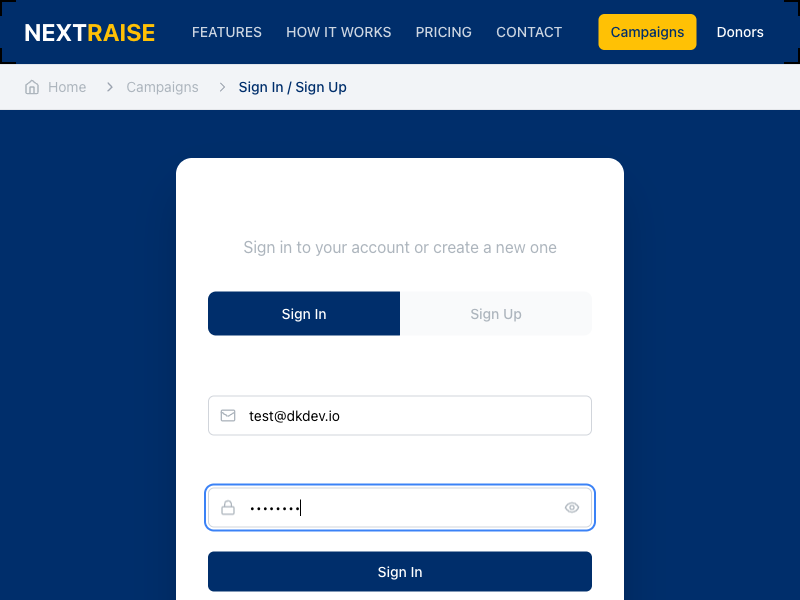 NEXTRAISE FEATURES HOW IT WORKS PRICING CONTACT Campaigns Donors
Home Campaigns Sign In / Sign Up
Sign in to your account or create a new one
Sign In Sign Up
test@dkdev.io
••••••••
Sign In